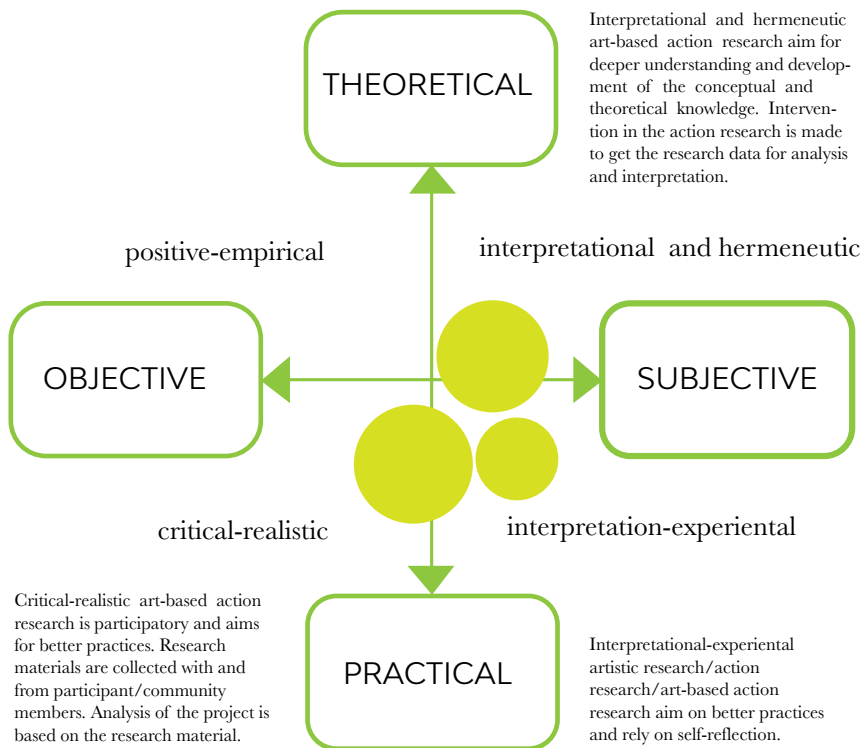 THEORETICAL
Interpretational and hermeneutic
art-based action research aim for
deeper understanding and develop-
ment of the conceptual and
theoretical knowledge. Interven-
tion in the action research is made
to get the research data for analysis
and interpretation.
positive-empirical
interpretational and hermeneutic
OBJECTIVE
SUBJECTIVE
critical-realistic
interpretation-experiential
Critical-realistic art-based action
research is participatory and aims
for better practices. Research
materials are collected with and
from participant/community
members. Analysis of the project is
based on the research material.
PRACTICAL
Interpretational-experiential
artistic research/action
research/art-based action
research aim on better practices
and rely on self-reflection.